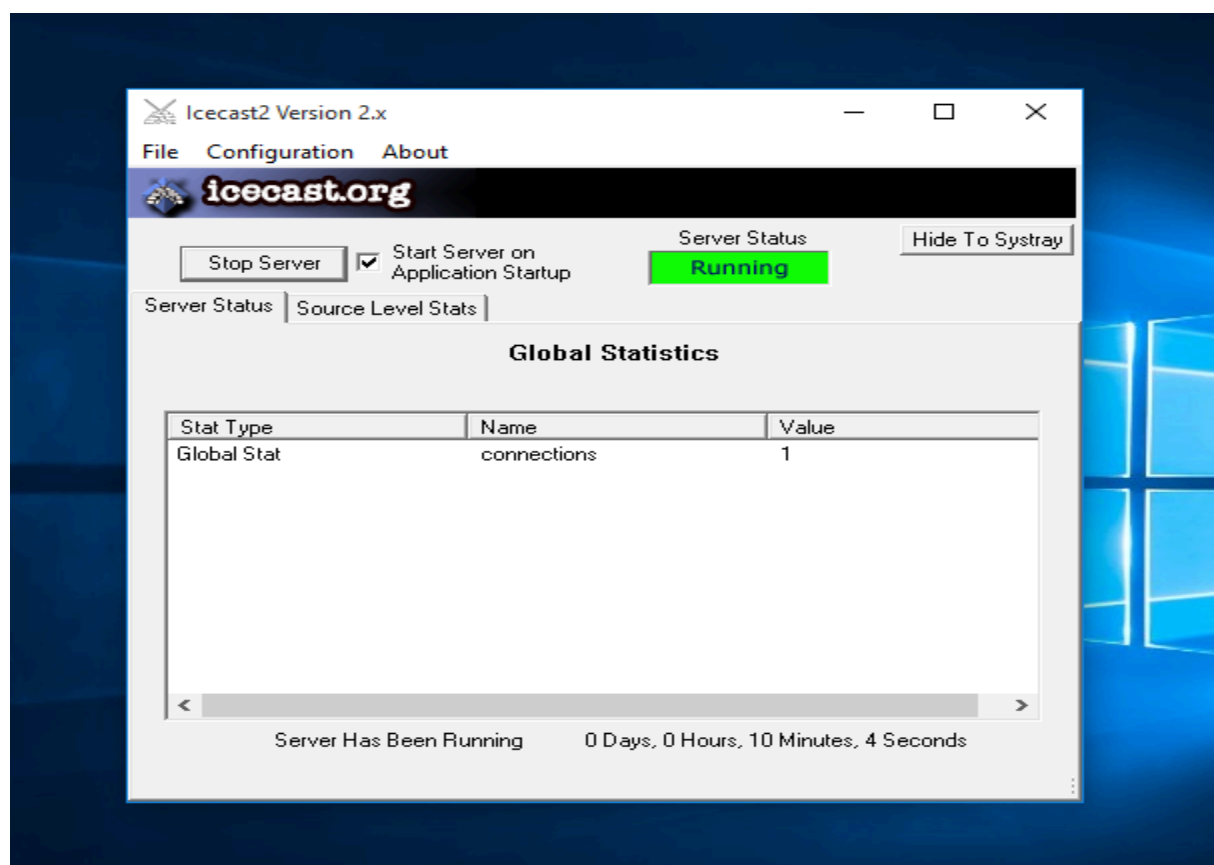 Icecast2 Version 2.x
File Configuration About
icecast.org
Stop Server
Start Server on
Application Startup
Server Status
Running
Hide To Systray
Server Status Source Level Stats
Global Statistics
Stat Type Name Value
Global Stat connections 1
Server Has Been Running 0 Days, 0 Hours, 10 Minutes, 4 Seconds